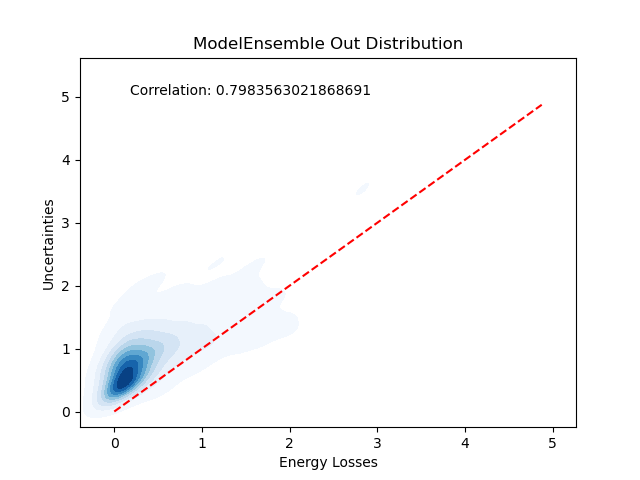 ModelEnsemble Out Distribution
Correlation: 0.7983563021868691
Uncertainties
5
4
3
2
1
0
0 1 2 3 4 5
Energy Losses